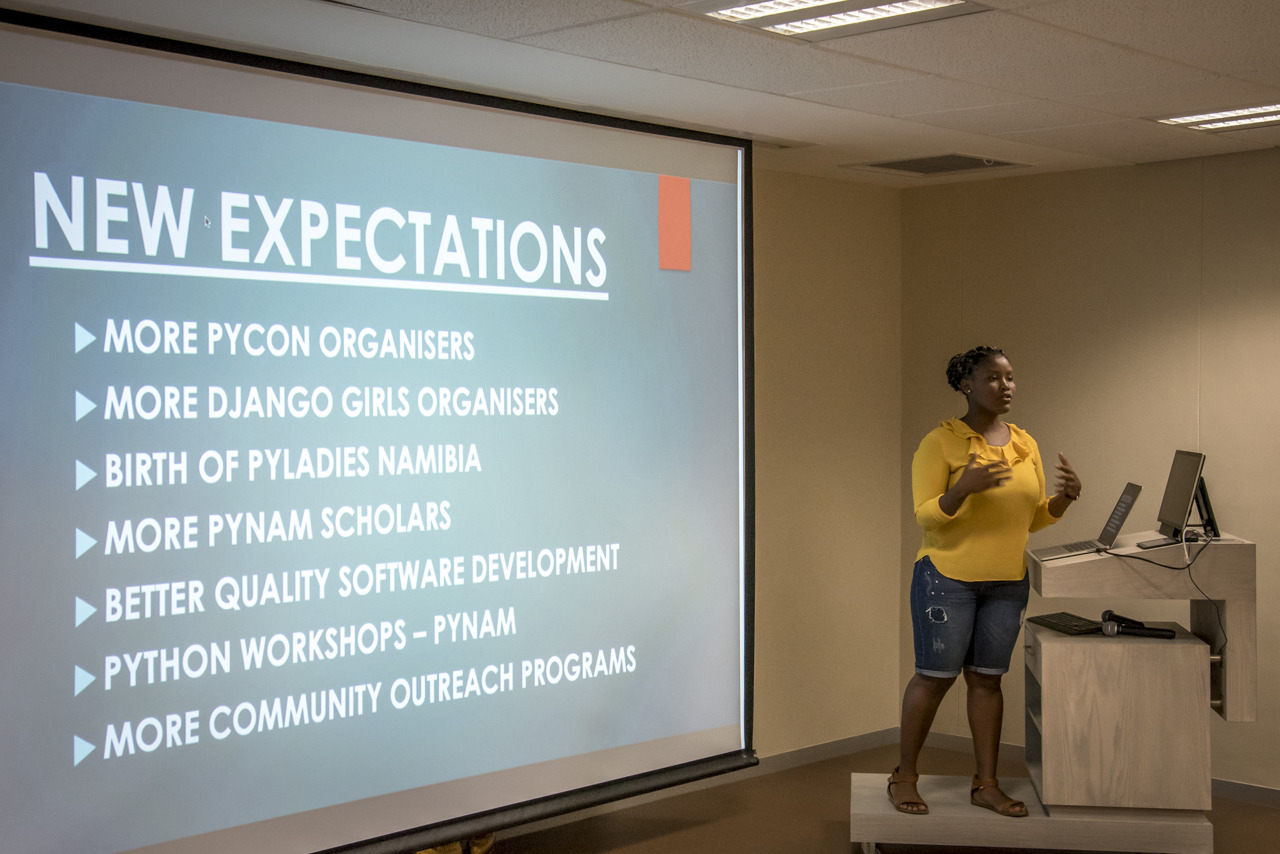 NEW EXPECTATIONS
MORE PYCON ORGANISERS
MORE DJANGO GIRLS ORGANISERS
BIRTH OF PYLADIES NAMIBIA
MORE PYNAM SCHOLARS
BETTER QUALITY SOFTWARE DEVELOPMENT
PYTHON WORKSHOPS – PYNAM
MORE COMMUNITY OUTREACH PROGRAMS